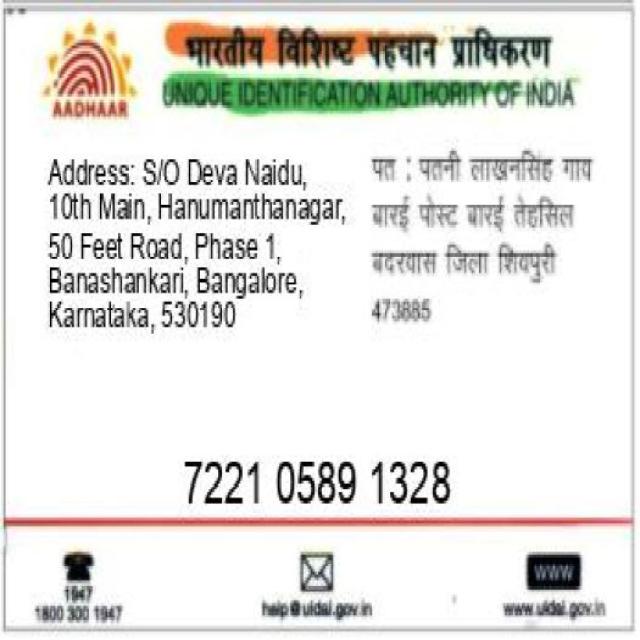 भारतीय विशिष्ट पहचान प्राधिकरण
UNIQUE IDENTIFICATION AUTHORITY OF INDIA
AADHAAR
Address: S/O Deva Naidu,
10th Main, Hanumanthanagar,
50 Feet Road, Phase 1,
Banashankari, Bangalore,
Karnataka, 530190
पत : पतनी लाखनसिंह गाव
बारई पोस्ट बारई तेहसिल
बदरवास जिला शिवपुरी
473885
7221 0589 1328
1947
1800 300 1947
help@uidai.gov.in
WWW
www.uidai.gov.in